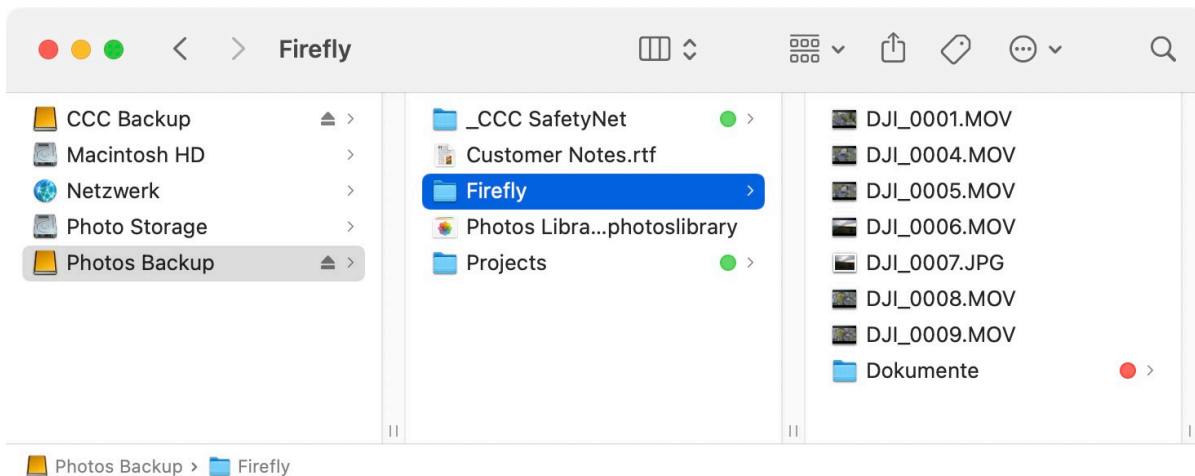 Firefly
CCC Backup
Macintosh HD
Netzwerk
Photo Storage
Photos Backup
_CCC SafetyNet
Customer Notes.rtf
Firefly
Photos Libra...photoslibrary
Projects
DJI_0001.MOV
DJI_0004.MOV
DJI_0005.MOV
DJI_0006.MOV
DJI_0007.JPG
DJI_0008.MOV
DJI_0009.MOV
Dokumente
Photos Backup › Firefly